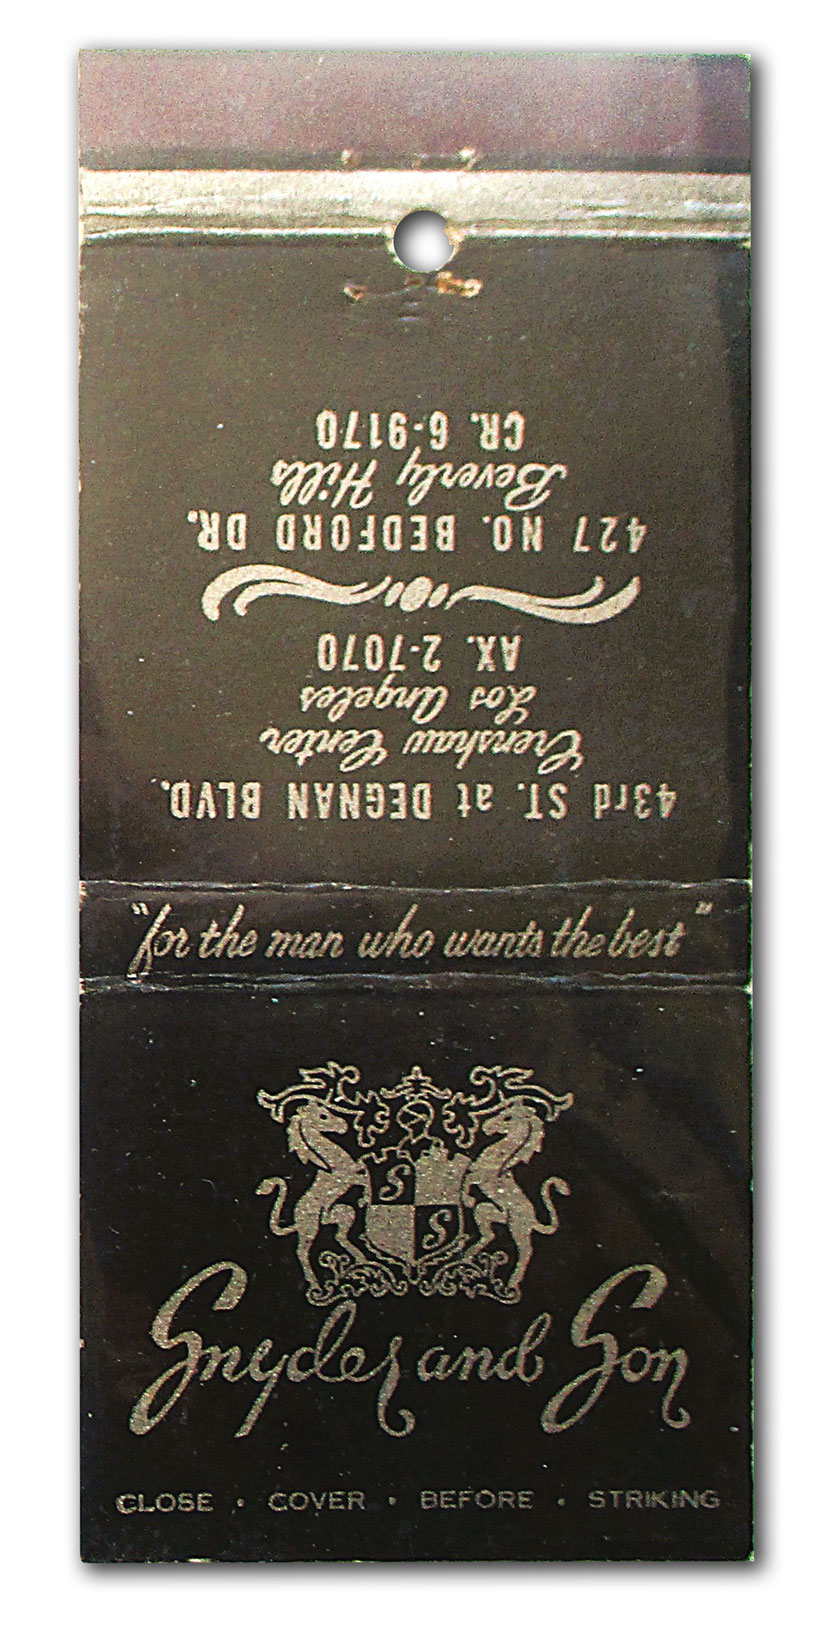 43rd ST. at DEGNAN BLVD.
Crenshaw Center
Los Angeles
AX. 2-7070
427 NO. BEDFORD DR.
Beverly Hills
CR. 6-9170
"for the man who wants the best"
S
S
Snyder and Son
CLOSE · COVER · BEFORE · STRIKING